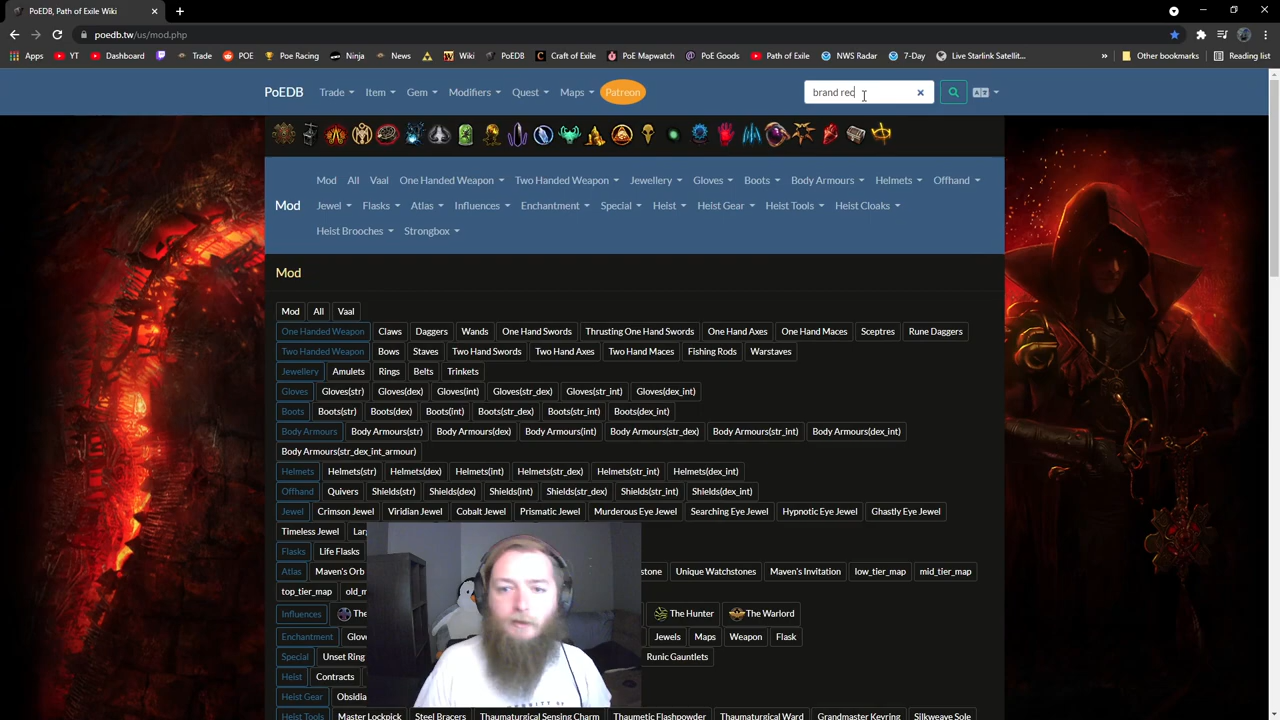 PoEDB, Path of Exile Wiki
poedb.tw/us/mod.php
Apps YT Dashboard Trade POE Poe Racing Ninja News Wiki PoEDB Craft of Exile PoE Mapwatch PoE Goods Path of Exile NWS Radar 7-Day Live Starlink Satellit... » Other bookmarks Reading list
PoEDB Trade Item Gem Modifiers Quest Maps Patreon brand rec
Mod All Vaal One Handed Weapon Two Handed Weapon Jewellery Gloves Boots Body Armours Helmets Offhand
Mod Jewel Flasks Atlas Influences Enchantment Special Heist Heist Gear Heist Tools Heist Cloaks
Heist Brooches Strongbox
Mod
Mod All Vaal
One Handed Weapon Claws Daggers Wands One Hand Swords Thrusting One Hand Swords One Hand Axes One Hand Maces Sceptres Rune Daggers
Two Handed Weapon Bows Staves Two Hand Swords Two Hand Axes Two Hand Maces Fishing Rods Warstaves
Jewellery Amulets Rings Belts Trinkets
Gloves Gloves(str) Gloves(dex) Gloves(int) Gloves(str_dex) Gloves(str_int) Gloves(dex_int)
Boots Boots(str) Boots(dex) Boots(int) Boots(str_dex) Boots(str_int) Boots(dex_int)
Body Armours Body Armours(str) Body Armours(dex) Body Armours(int) Body Armours(str_dex) Body Armours(str_int) Body Armours(dex_int)
Body Armours(str_dex_int_armour)
Helmets Helmets(str) Helmets(dex) Helmets(int) Helmets(str_dex) Helmets(str_int) Helmets(dex_int)
Offhand Quivers Shields(str) Shields(dex) Shields(int) Shields(str_dex) Shields(str_int) Shields(dex_int)
Jewel Crimson Jewel Viridian Jewel Cobalt Jewel Prismatic Jewel Murderous Eye Jewel Searching Eye Jewel Hypnotic Eye Jewel Ghastly Eye Jewel
Timeless Jewel Lar
Flasks Life Flasks
Atlas Maven's Orb stone Unique Watchstones Maven's Invitation low_tier_map mid_tier_map
top_tier_map old_m
Influences The The Hunter The Warlord
Enchantment Glov Jewels Maps Weapon Flask
Special Unset Ring Runic Gauntlets
Heist Contracts
Heist Gear Obsidia
Heist Tools Master Lockpick Steel Bracers Thaumaturgical Sensing Charm Thaumetic Flashpowder Thaumaturgical Ward Grandmaster Keyring Silkweave Sole